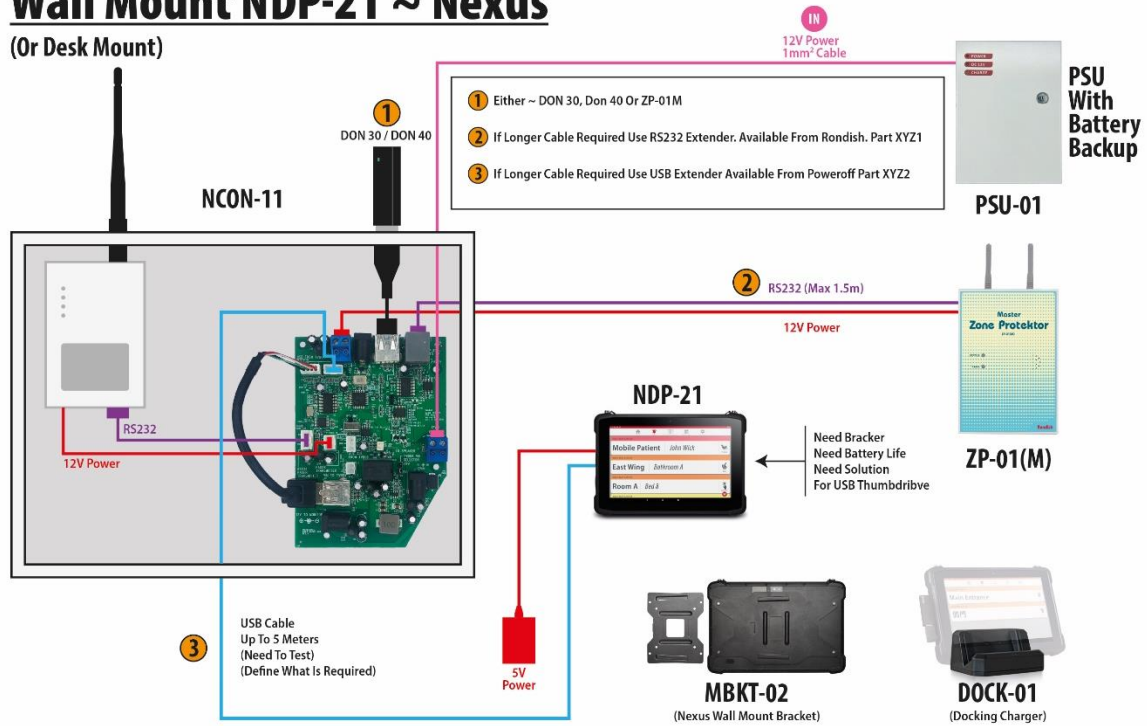 Wall Mount NDP-21 ~ Nexus
(Or Desk Mount)
IN
12V Power
1mm² Cable
1 Either ~ DON 30, Don 40 Or ZP-01M
2 If Longer Cable Required Use RS232 Extender. Available From Rondish. Part XYZ1
3 If Longer Cable Required Use USB Extender Available From Poweroff Part XYZ2
PSU
With
Battery
Backup
PSU-01
1
DON 30 / DON 40
NCON-11
2 RS232 (Max 1.5m)
12V Power
Master
Zone Protektor
ZP-01(M)
RS232
12V Power
NDP-21
Mobile Patient John Wick
East Wing Bathroom A
Room A Bed A
Need Bracker
Need Battery Life
Need Solution
For USB Thumbdribve
3
USB Cable
Up To 5 Meters
(Need To Test)
(Define What Is Required)
5V
Power
MBKT-02
(Nexus Wall Mount Bracket)
Main Entrance
DOCK-01
(Docking Charger)